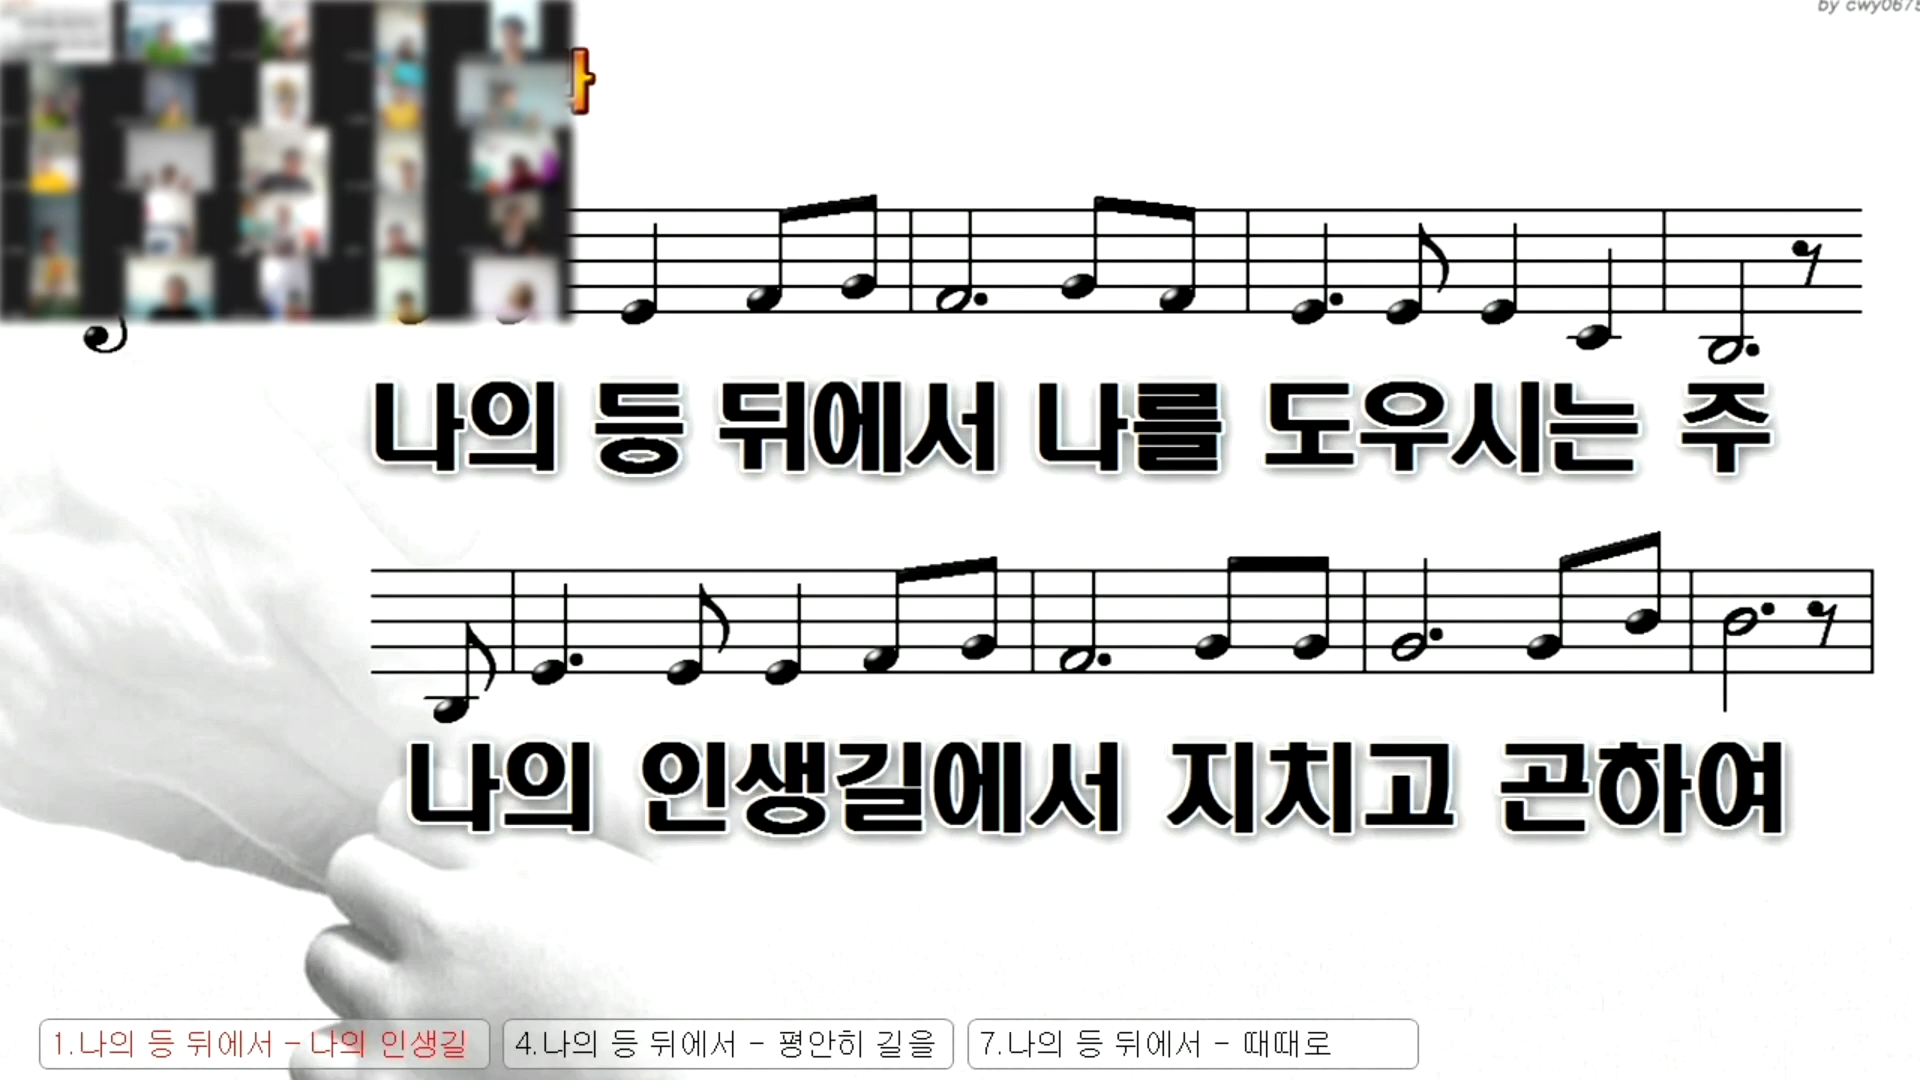 by cwy0675
나의 등 뒤에서 나를 도우시는 주
나의 인생길에서 지치고 곤하여
1.나의 등 뒤에서 - 나의 인생길
4.나의 등 뒤에서 - 평안히 길을
7.나의 등 뒤에서 - 때때로